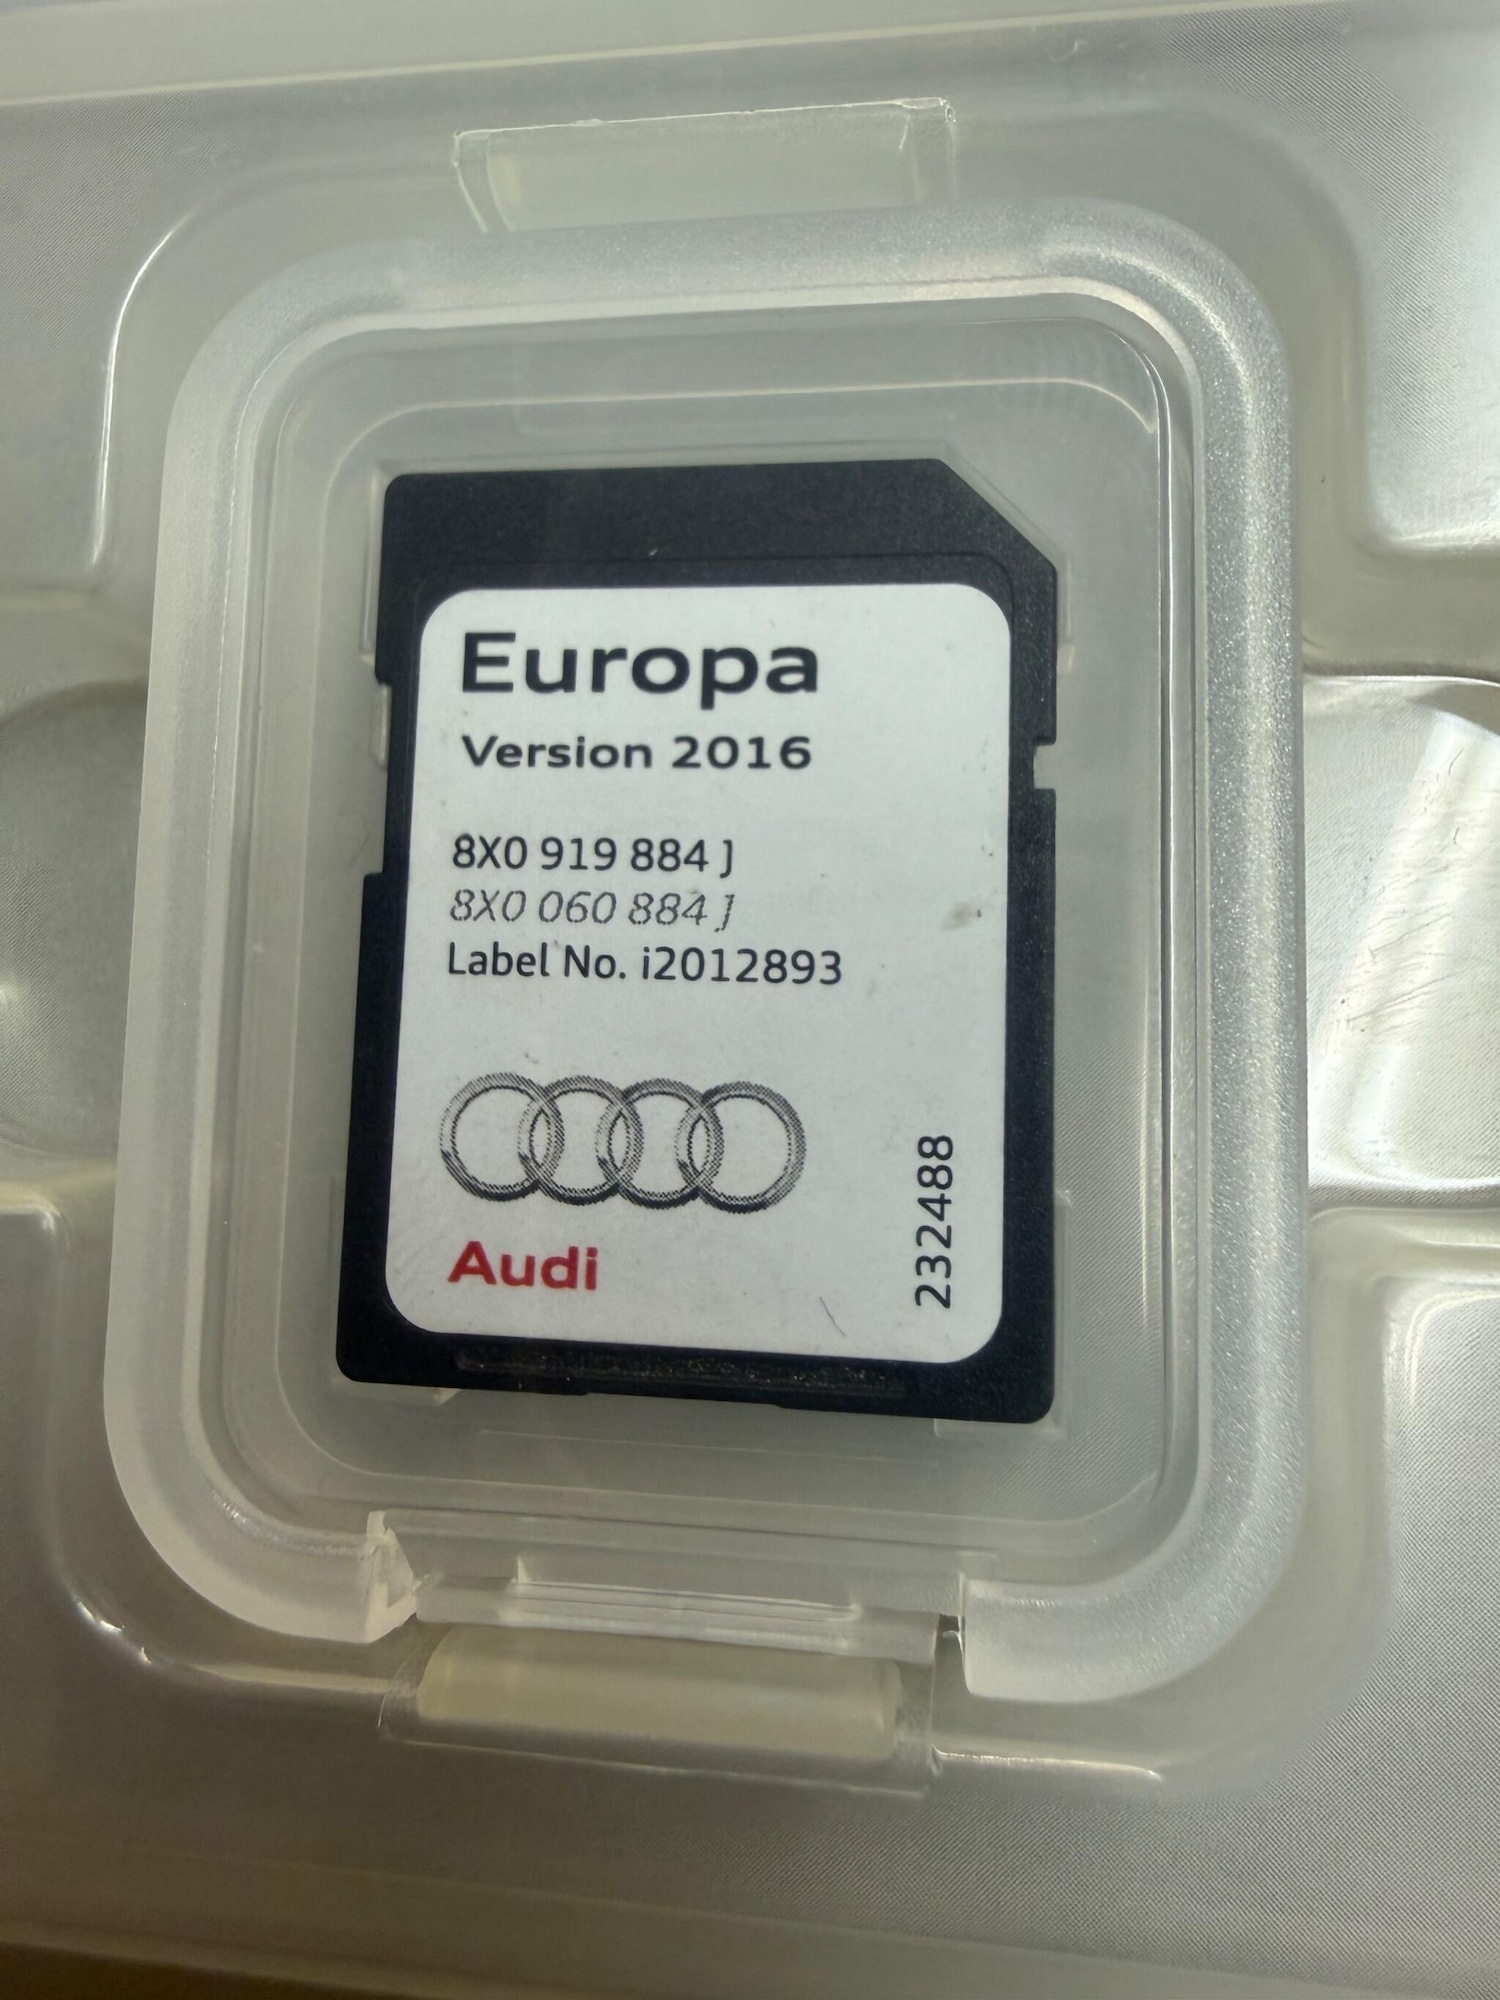 Europa
Version 2016
8X0 919 884 J
8X0 060 884 J
Label No. i2012893
Audi
232488